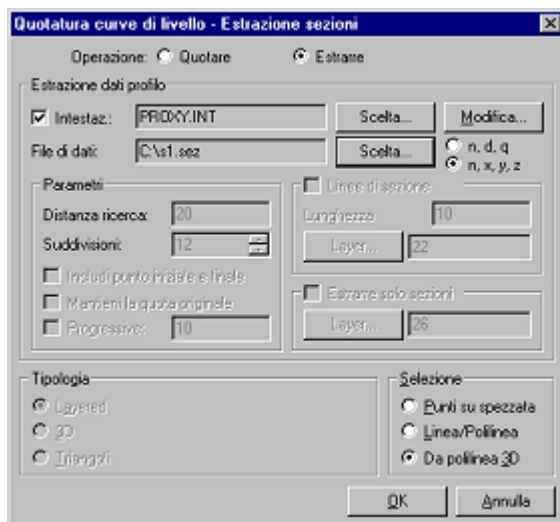 Quotatura curve di livello - Estrazione sezioni
Operazione: Quotare Estrarre
Estrazione dati profilo
Intestaz.: PROXY.INT Scelta... Modifica...
File di dati: C:\s1.sez Scelta... n, d, q
n, x, y, z
Parametri
Distanza ricerca: 20
Suddivisioni: 12
Includi punto iniziale e finale
Mantieni la quota originale
Progressive: 10
Linee di sezione
Lunghezza 10
Layer... 22
Estrarre solo sezioni
Layer... 26
Tipologia
Layered
3D
Triangoli
Selezione
Punti su spezzata
Linea/Polilinea
Da polilinea 3D
OK Annulla